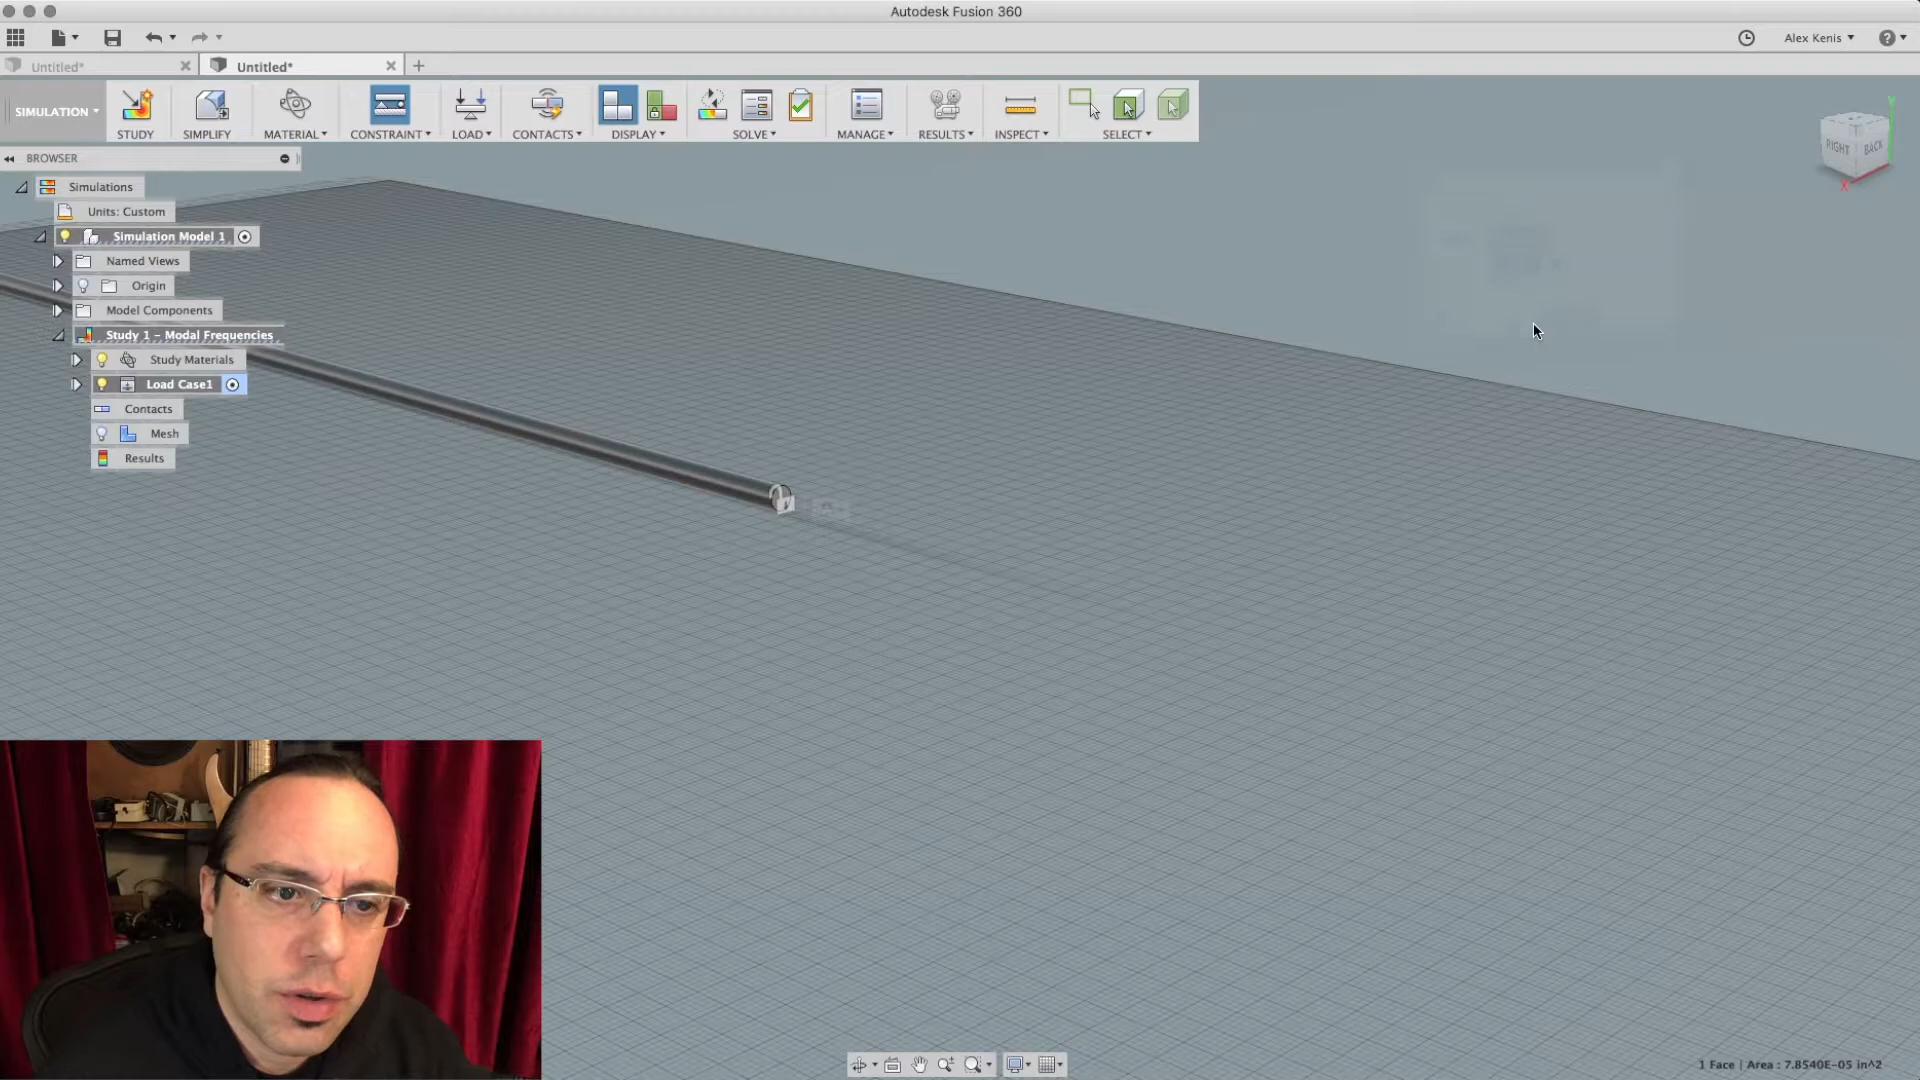 Autodesk Fusion 360
Alex Kenis
Untitled*
Untitled*
SIMULATION
STUDY
SIMPLIFY
MATERIAL
CONSTRAINT
LOAD
CONTACTS
DISPLAY
SOLVE
MANAGE
RESULTS
INSPECT
SELECT
RIGHT
BACK
Y
X
BROWSER
Simulations
Units: Custom
Simulation Model 1
Named Views
Origin
Model Components
Study 1 - Modal Frequencies
Study Materials
Load Case1
Contacts
Mesh
Results
1 Face | Area : 7.8540E-05 in^2